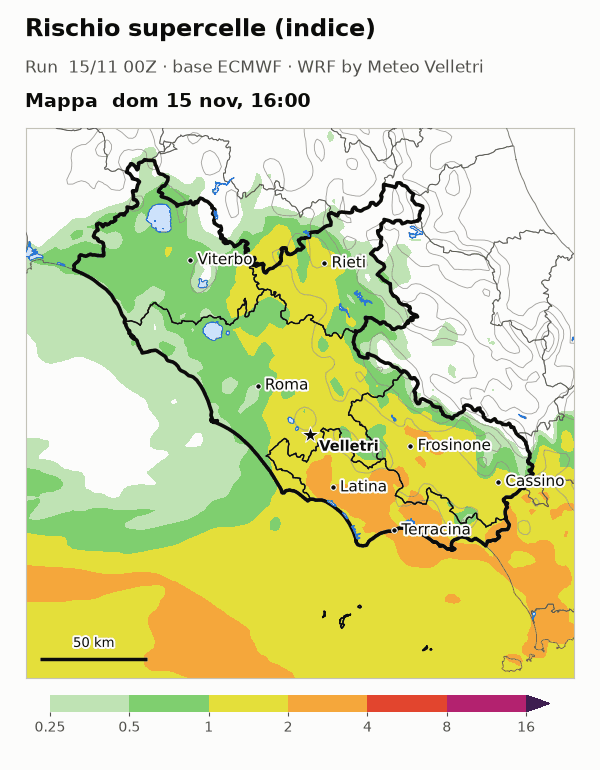 Rischio supercelle (indice)
Run  15/11 00Z · base ECMWF · WRF by Meteo Velletri
Mappa  dom 15 nov, 16:00
Viterbo
Rieti
Roma
Velletri
Frosinone
Cassino
Latina
Terracina
50 km
0.25 0.5 1 2 4 8 16